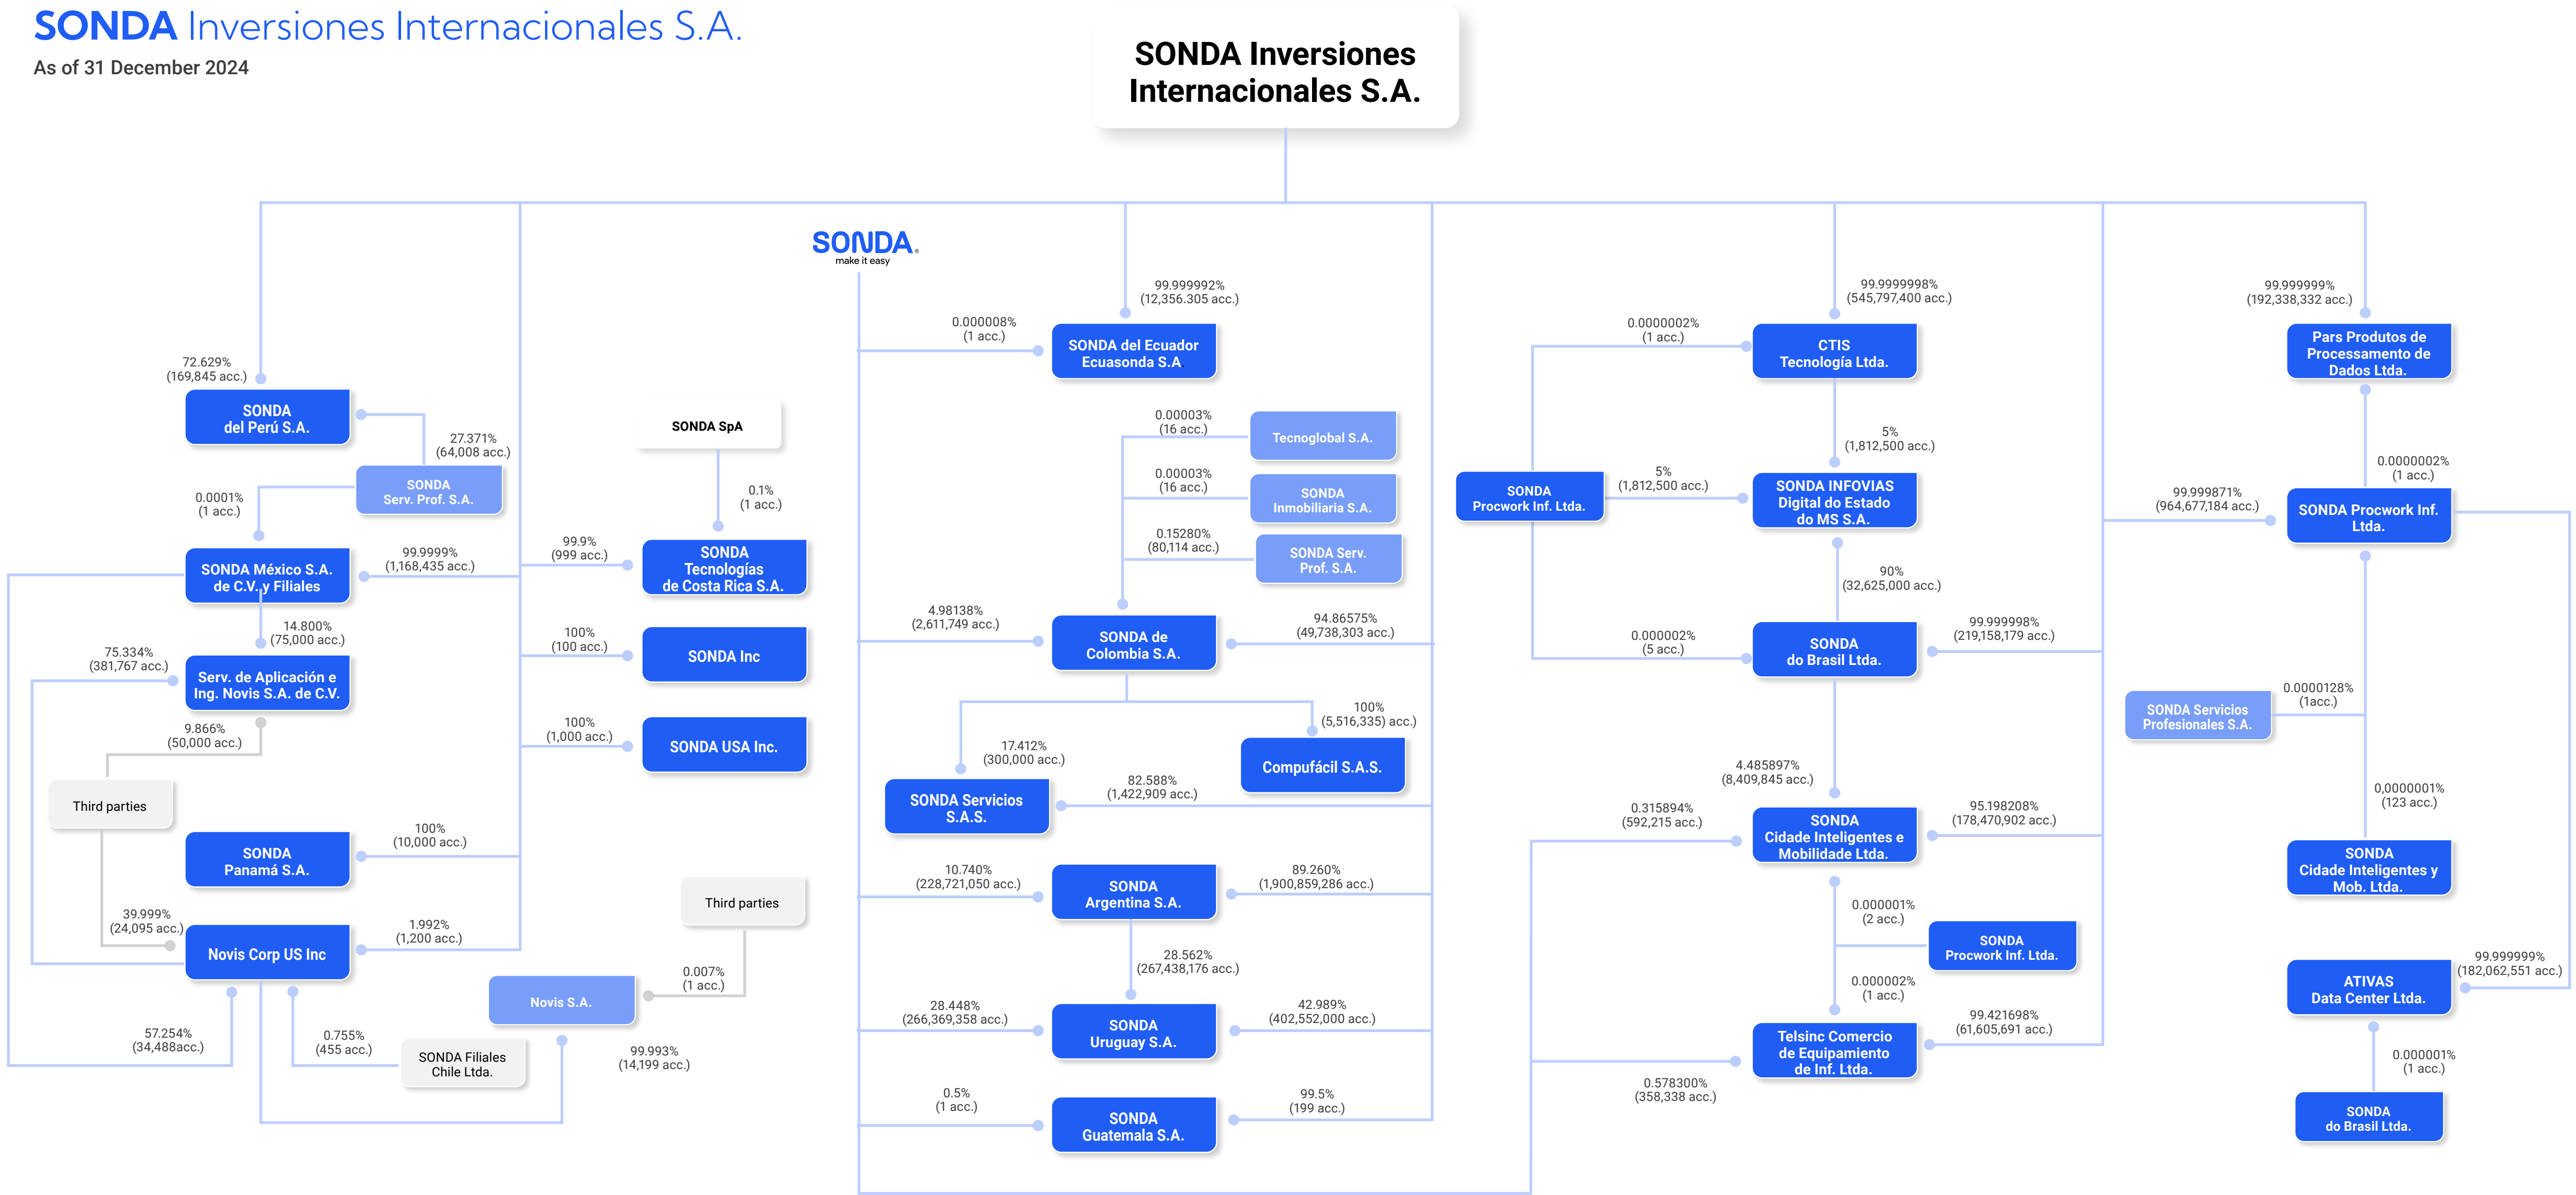 SONDA Inversiones Internacionales S.A.
As of 31 December 2024
SONDA Inversiones
Internacionales S.A.
72.629%
(169,845 acc.)
SONDA
del Perú S.A.
27.371%
(64,008 acc.)
SONDA
Serv. Prof. S.A.
0.0001%
(1 acc.)
SONDA México S.A.
de C.V. y Filiales
99.9999%
(1,168,435 acc.)
14.800%
(75,000 acc.)
75.334%
(381,767 acc.)
Serv. de Aplicación e
Ing. Novis S.A. de C.V.
9.866%
(50,000 acc.)
Third parties
SONDA
Panamá S.A.
100%
(10,000 acc.)
39.999%
(24,095 acc.)
Novis Corp US Inc
1.992%
(1,200 acc.)
57.254%
(34,488acc.)
0.755%
(455 acc.)
SONDA Filiales
Chile Ltda.
Novis S.A.
99.993%
(14,199 acc.)
0.007%
(1 acc.)
Third parties
SONDA SpA
0.1%
(1 acc.)
99.9%
(999 acc.)
SONDA
Tecnologías
de Costa Rica S.A.
100%
(100 acc.)
SONDA Inc
100%
(1,000 acc.)
SONDA USA Inc.
SONDA.
make it easy
99.999992%
(12,356.305 acc.)
0.000008%
(1 acc.)
SONDA del Ecuador
Ecuasonda S.A.
0.00003%
(16 acc.)
Tecnoglobal S.A.
0.00003%
(16 acc.)
SONDA
Inmobiliaria S.A.
0.15280%
(80,114 acc.)
SONDA Serv.
Prof. S.A.
4.98138%
(2,611,749 acc.)
SONDA de
Colombia S.A.
94.86575%
(49,738,303 acc.)
17.412%
(300,000 acc.)
100%
(5,516,335) acc.)
Compufácil S.A.S.
SONDA Servicios
S.A.S.
82.588%
(1,422,909 acc.)
10.740%
(228,721,050 acc.)
SONDA
Argentina S.A.
89.260%
(1,900,859,286 acc.)
28.562%
(267,438,176 acc.)
28.448%
(266,369,358 acc.)
SONDA
Uruguay S.A.
42.989%
(402,552,000 acc.)
0.5%
(1 acc.)
SONDA
Guatemala S.A.
99.5%
(199 acc.)
99.9999998%
(545,797,400 acc.)
0.0000002%
(1 acc.)
CTIS
Tecnología Ltda.
5%
(1,812,500 acc.)
SONDA
Procwork Inf. Ltda.
5%
(1,812,500 acc.)
SONDA INFOVIAS
Digital do Estado
do MS S.A.
90%
(32,625,000 acc.)
0.000002%
(5 acc.)
SONDA
do Brasil Ltda.
99.999998%
(219,158,179 acc.)
4.485897%
(8,409,845 acc.)
0.315894%
(592,215 acc.)
SONDA
Cidade Inteligentes e
Mobilidade Ltda.
95.198208%
(178,470,902 acc.)
0.000001%
(2 acc.)
SONDA
Procwork Inf. Ltda.
0.000002%
(1 acc.)
0.578300%
(358,338 acc.)
Telsinc Comercio
de Equipamiento
de Inf. Ltda.
99.421698%
(61,605,691 acc.)
99.999999%
(192,338,332 acc.)
Pars Produtos de
Processamento de
Dados Ltda.
0.0000002%
(1 acc.)
99.999871%
(964,677,184 acc.)
SONDA Procwork Inf.
Ltda.
SONDA Servicios
Profesionales S.A.
0.0000128%
(1acc.)
0,0000001%
(123 acc.)
SONDA
Cidade Inteligentes y
Mob. Ltda.
99.999999%
(182,062,551 acc.)
ATIVAS
Data Center Ltda.
0.000001%
(1 acc.)
SONDA
do Brasil Ltda.